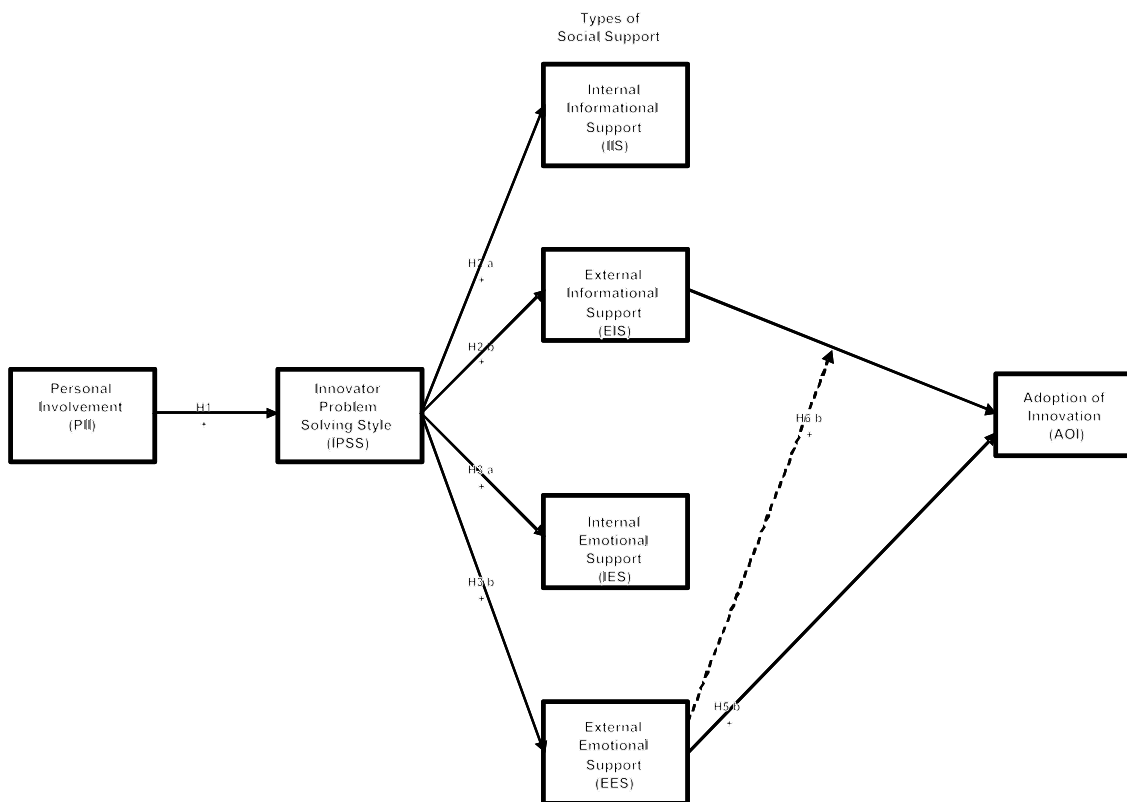 Types of
Social Support
Internal
Informational
Support
(IIS)
H2 a
+
External
Informational
Support
(EIS)
H2 b
+
Personal
Involvement
(PII)
H1
+
Innovator
Problem
Solving Style
(IPSS)
Adoption of
Innovation
(AOI)
H6 b
+
H3 a
+
Internal
Emotional
Support
(IES)
H3 b
+
External
Emotional
Support
(EES)
H5 b
+